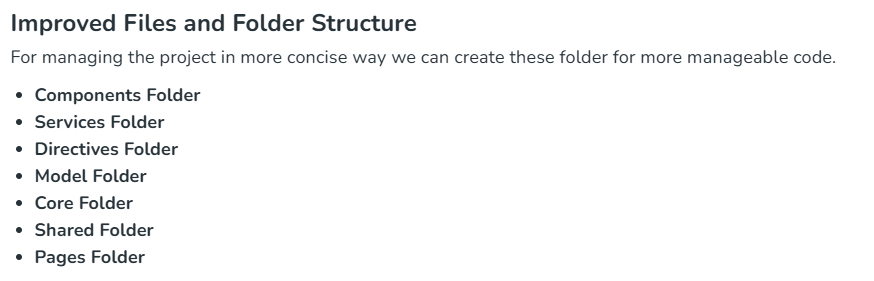 Improved Files and Folder Structure
For managing the project in more concise way we can create these folder for more manageable code.
• Components Folder
• Services Folder
• Directives Folder
• Model Folder
• Core Folder
• Shared Folder
• Pages Folder